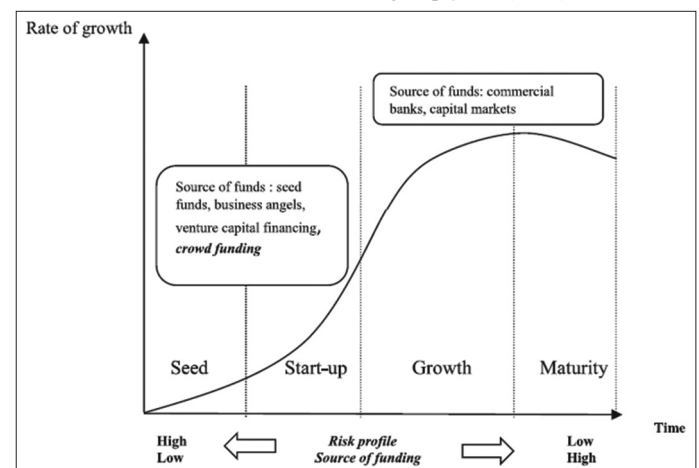 Rate of growth
Source of funds: commercial
banks, capital markets
Source of funds : seed
funds, business angels,
venture capital financing,
crowd funding
Seed
Start-up
Growth
Maturity
Time
High
Low
Risk profile
Source of funding
Low
High